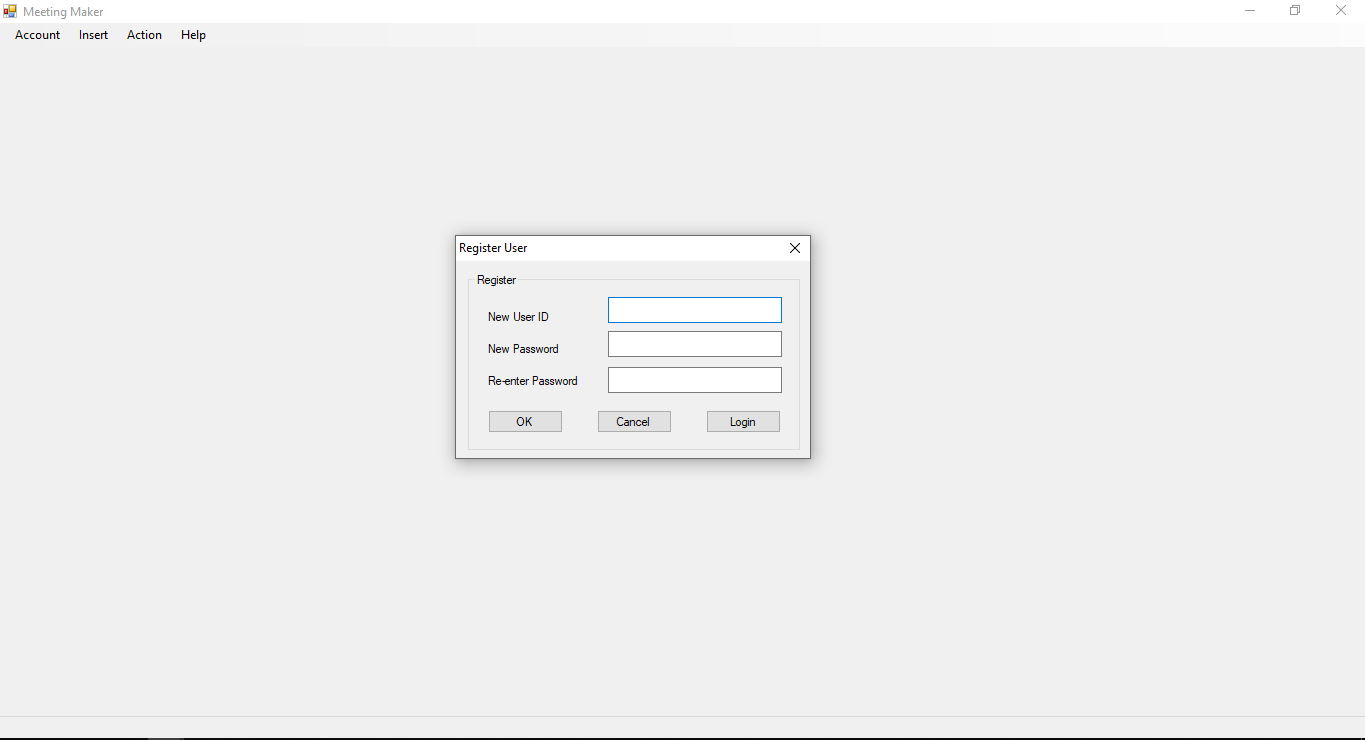 Meeting Maker
Account Insert Action Help
Register User
Register
New User ID
New Password
Re-enter Password
OK Cancel Login